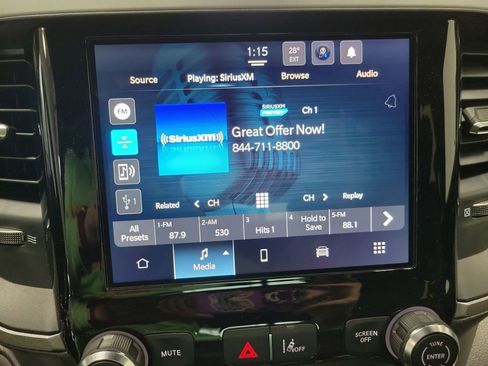 1:15
28°
EXT
Source
Playing: SiriusXM
Browse
Audio
FM
SIRIUSXM
PREVIEW
Ch 1
((SiriusXM))
Great Offer Now!
844-711-8800
1
Related
< CH
CH >
Replay
All
Presets
1-FM
87.9
2-AM
530
3
Hits 1
4
Hold to
Save
5-FM
88.1
Media
MUTE
OFF
SCREEN
OFF
TUNE
ENTER